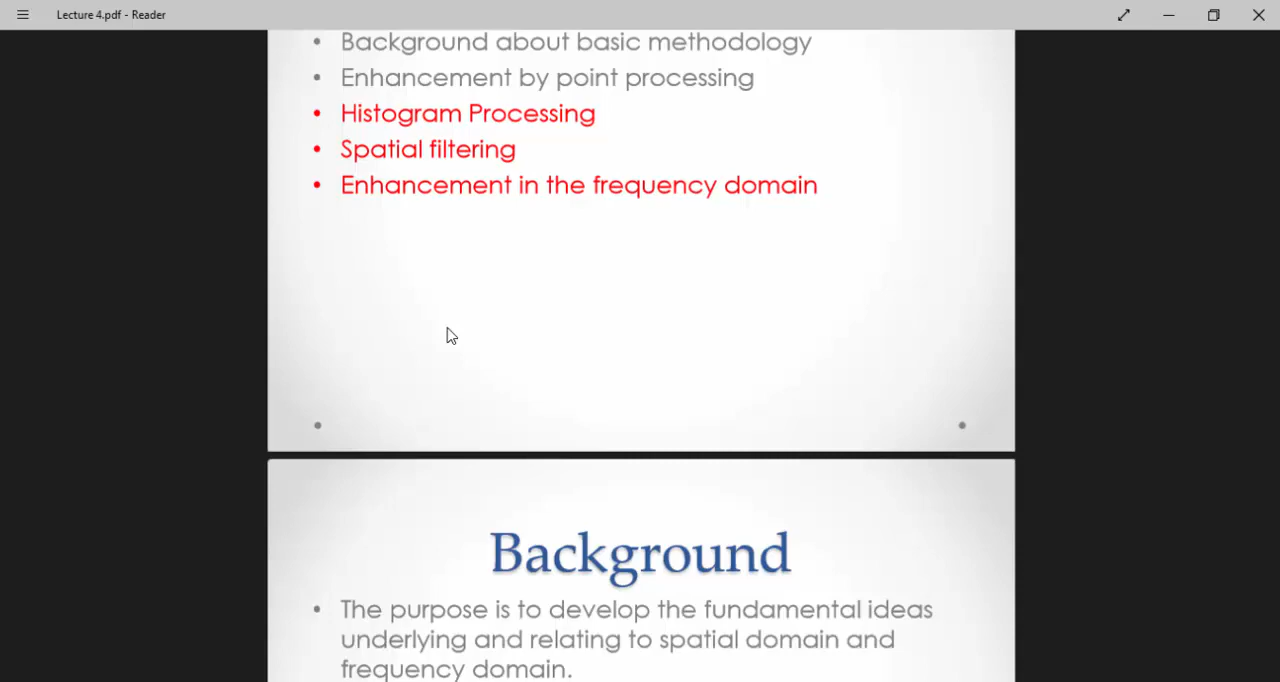 Lecture 4.pdf - Reader
• Background about basic methodology
• Enhancement by point processing
• Histogram Processing
• Spatial filtering
• Enhancement in the frequency domain
Background
• The purpose is to develop the fundamental ideas
underlying and relating to spatial domain and
frequency domain.